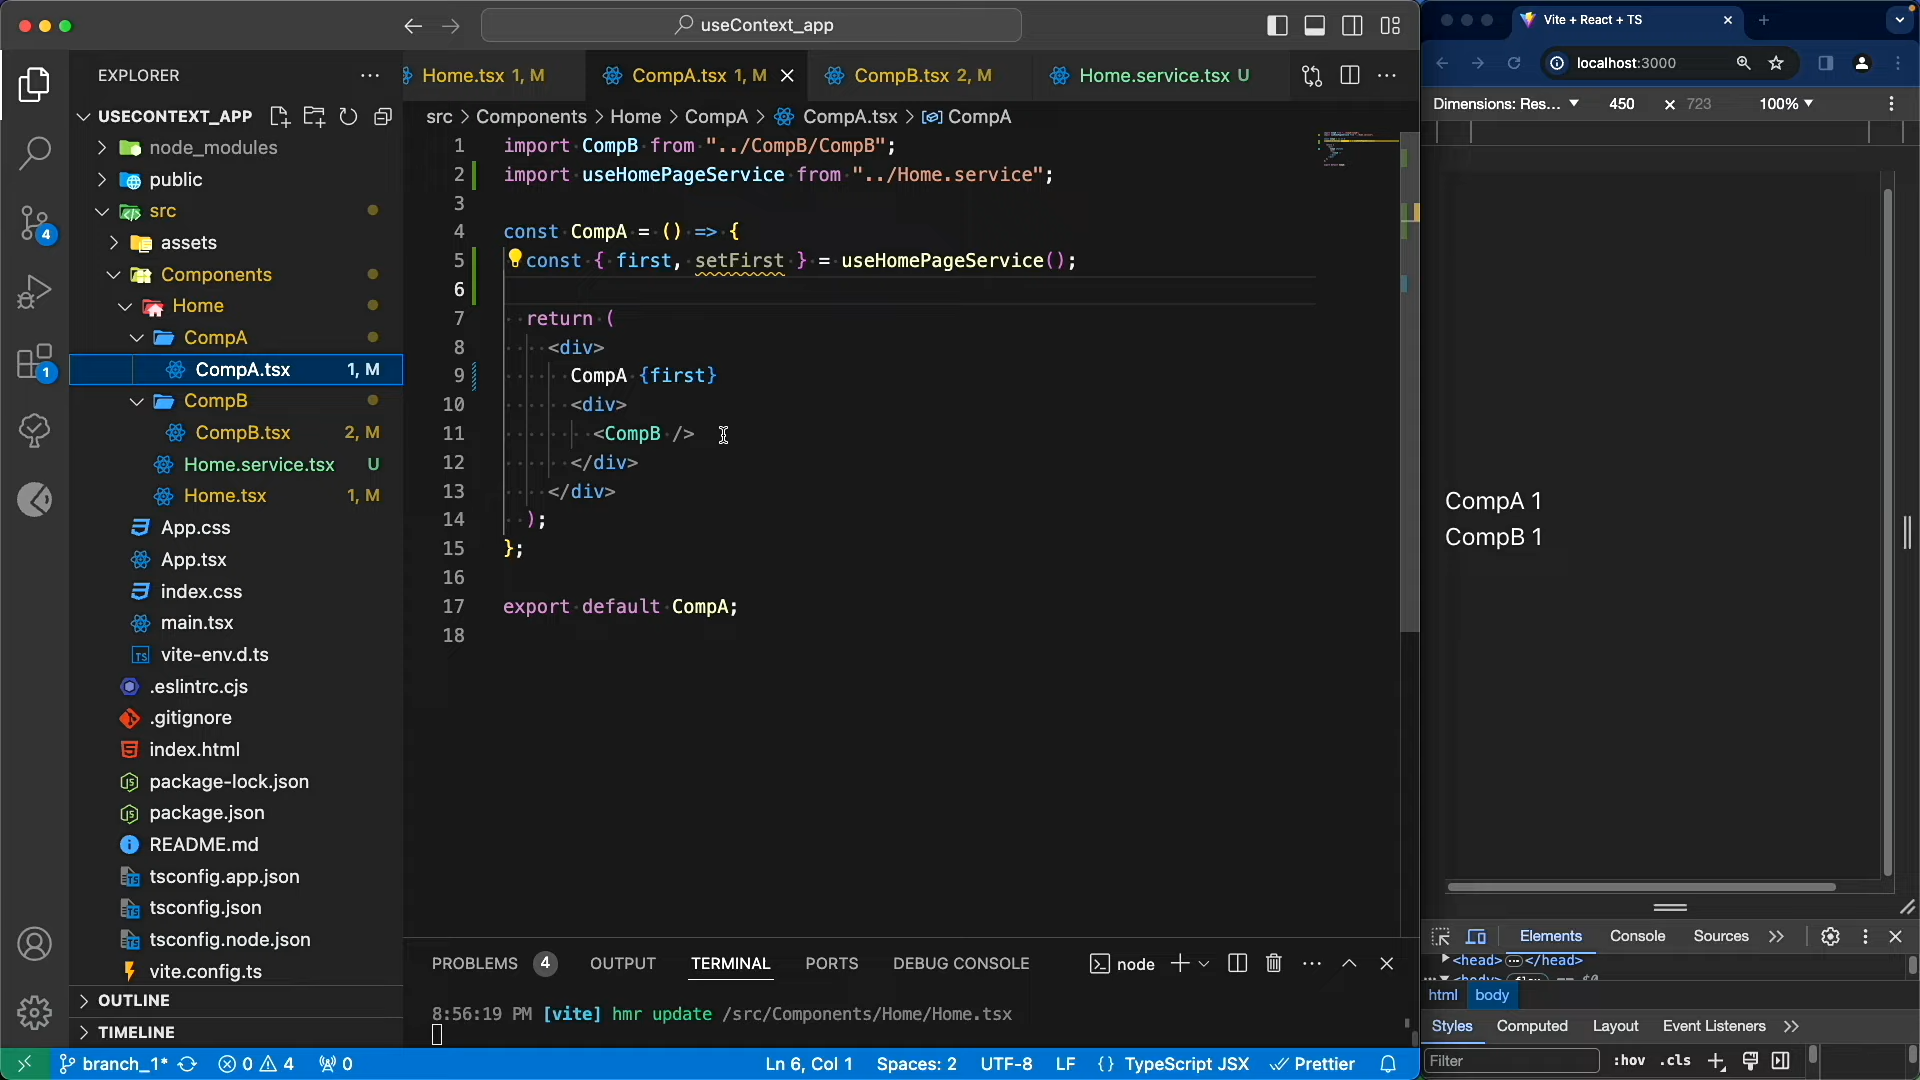 useContext_app
EXPLORER
USECONTEXT_APP
node_modules
public
src
assets
Components
Home
CompA
CompA.tsx 1, M
CompB
CompB.tsx 2, M
Home.service.tsx U
Home.tsx 1, M
App.css
App.tsx
index.css
main.tsx
vite-env.d.ts
.eslintrc.cjs
.gitignore
index.html
package-lock.json
package.json
README.md
tsconfig.app.json
tsconfig.json
tsconfig.node.json
vite.config.ts
OUTLINE
TIMELINE
4
1
Home.tsx 1, M
CompA.tsx 1, M
CompB.tsx 2, M
Home.service.tsx U
src > Components > Home > CompA > CompA.tsx > CompA
1 import CompB from "../CompB/CompB";
2 import useHomePageService from "../Home.service";
3
4 const CompA = () => {
5 const { first, setFirst } = useHomePageService();
6
7 return (
8 <div>
9 CompA {first}
10 <div>
11 <CompB />
12 </div>
13 </div>
14 );
15 };
16
17 export default CompA;
18
PROBLEMS 4 OUTPUT TERMINAL PORTS DEBUG CONSOLE
node
8:56:19 PM [vite] hmr update /src/Components/Home/Home.tsx
branch_1* 0 4 0
Ln 6, Col 1 Spaces: 2 UTF-8 LF {} TypeScript JSX Prettier
Vite + React + TS
localhost:3000
Dimensions: Res... 450 × 723 100%
CompA 1
CompB 1
Elements Console Sources
<head> </head>
html body
Styles Computed Layout Event Listeners
Filter :hov .cls